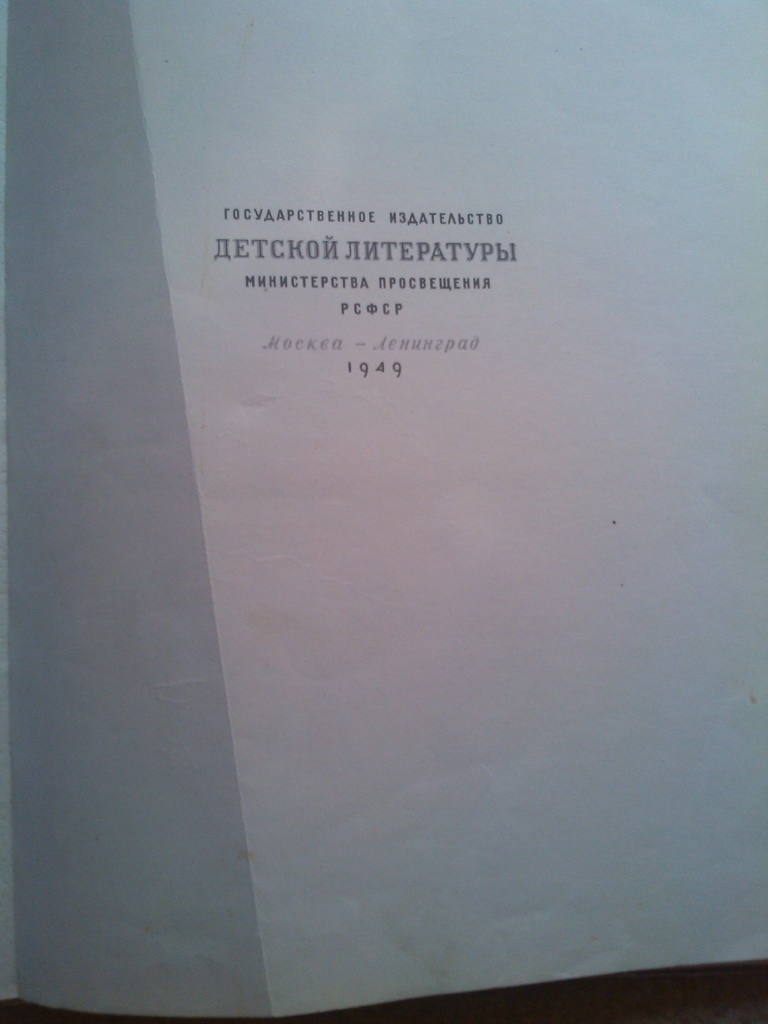 ГОСУДАРСТВЕННОЕ ИЗДАТЕЛЬСТВО
ДЕТСКОЙ ЛИТЕРАТУРЫ
МИНИСТЕРСТВА ПРОСВЕЩЕНИЯ
РСФСР
Москва – Ленинград
1949